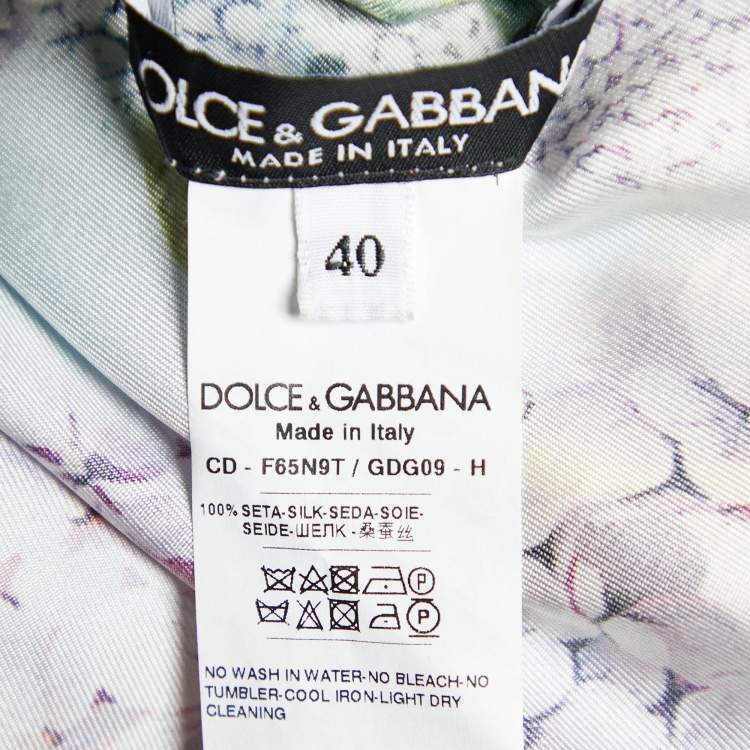 DOLCE & GABBANA
MADE IN ITALY
40
DOLCE & GABBANA
Made in Italy
CD - F65N9T / GDG09 - H
100% SETA-SILK-SEDA-SOIE-
SEIDE-ШЕЛК-桑蚕丝
P
P
NO WASH IN WATER-NO BLEACH-NO
TUMBLER-COOL IRON-LIGHT DRY
CLEANING